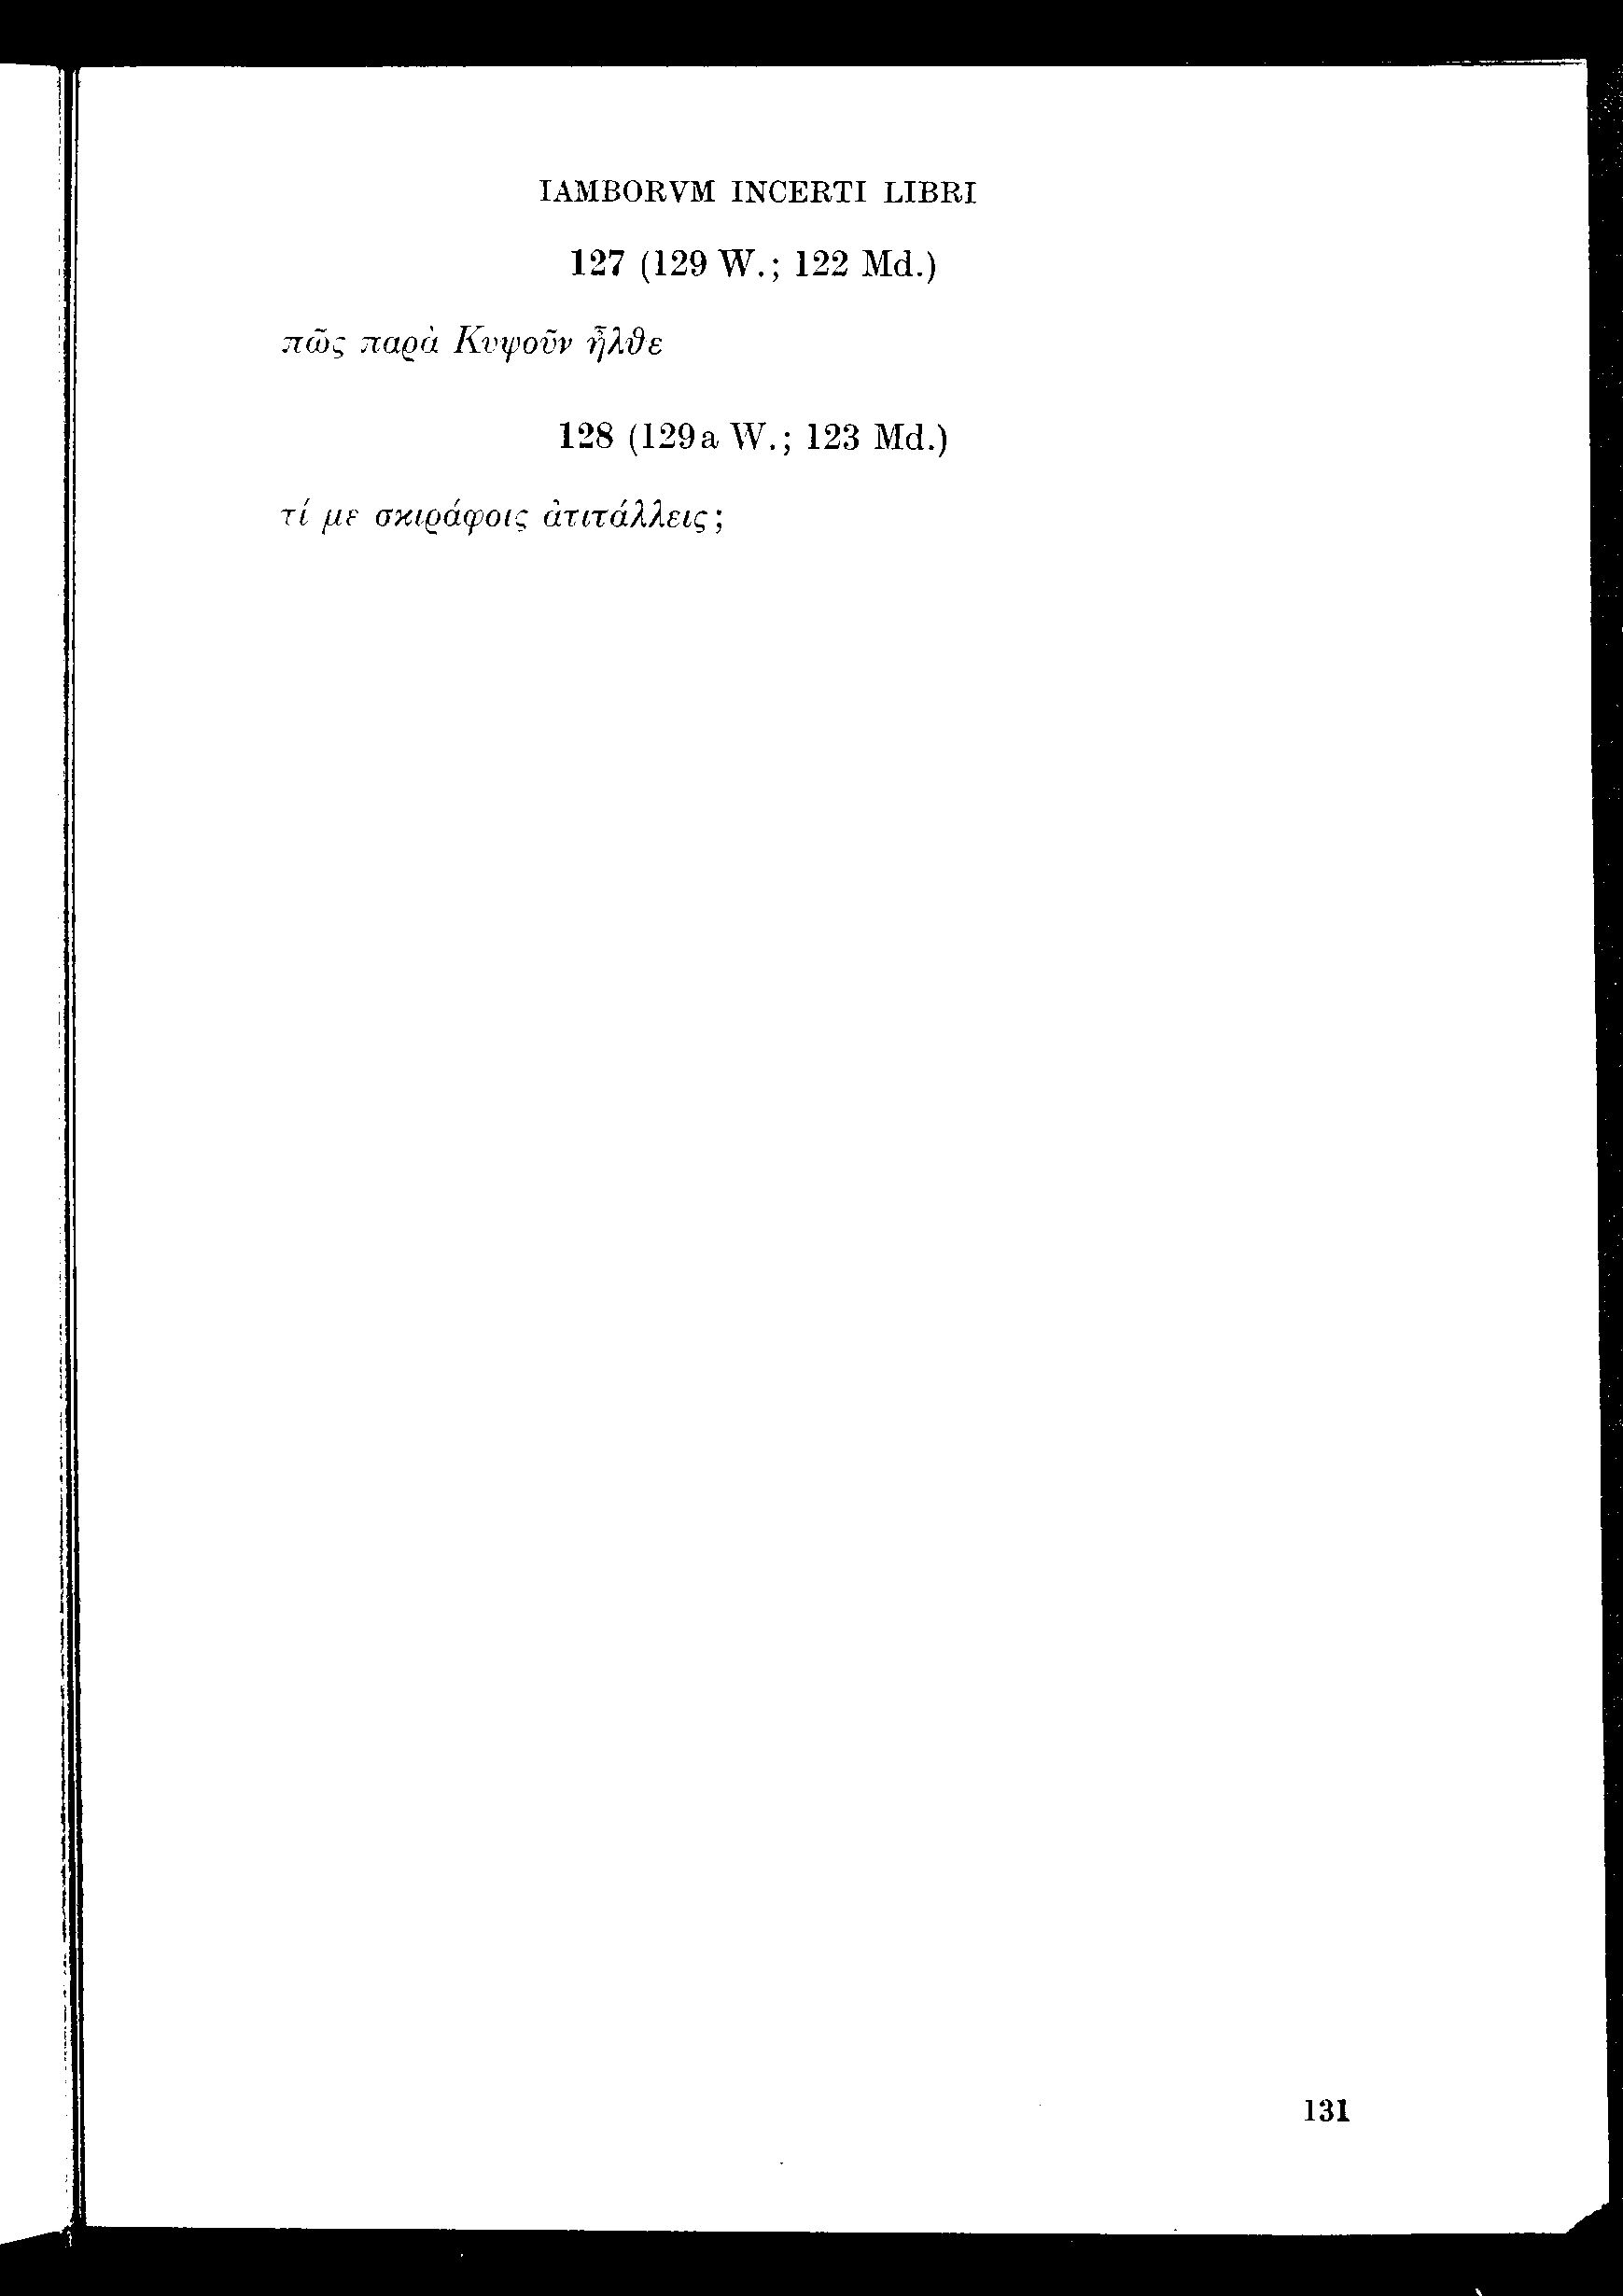 IAMBORVM INCERTI LIBRI
127 (129 W.; 122 Md.)
πῶς παρὰ Κυψοῦν ἦλϑε
128 (129a W.; 123 Md.)
τί με σκιράφοις ἀτιτάλλεις;
131